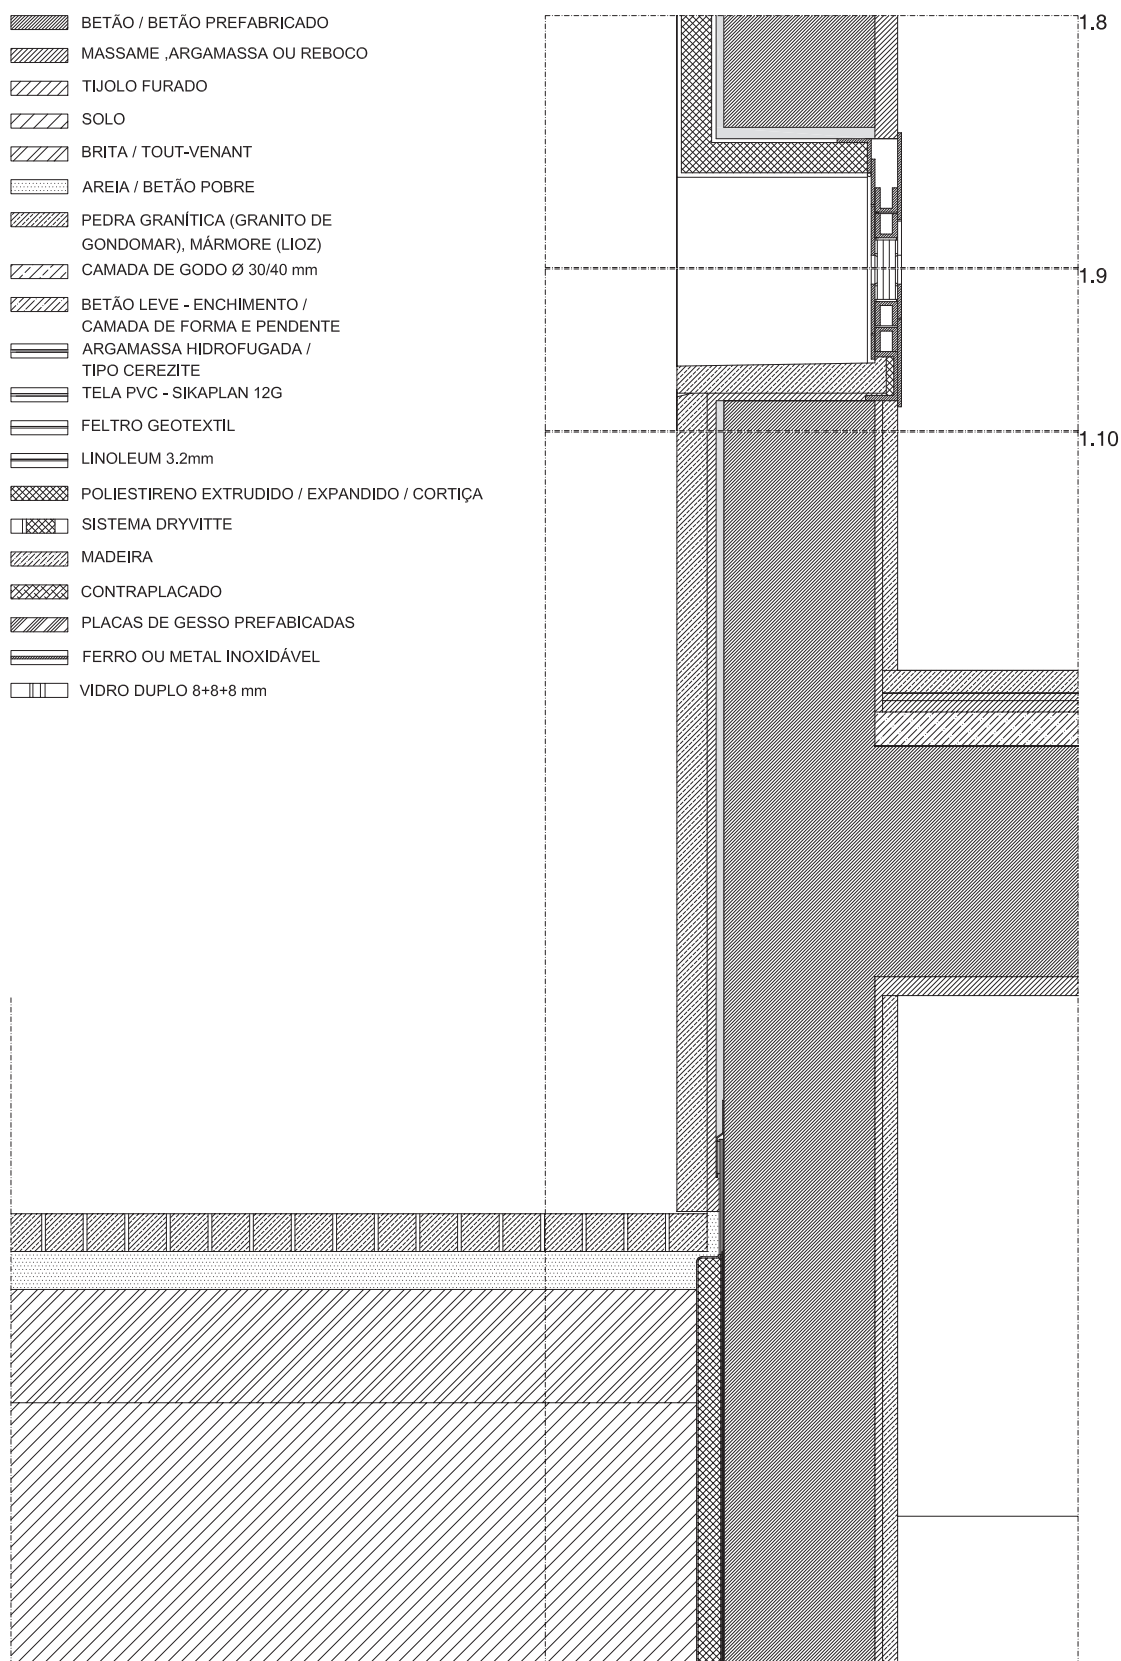 BETÃO / BETÃO PREFABRICADO
MASSAME ,ARGAMASSA OU REBOCO
TIJOLO FURADO
SOLO
BRITA / TOUT-VENANT
AREIA / BETÃO POBRE
PEDRA GRANÍTICA (GRANITO DE
GONDOMAR), MÁRMORE (LIOZ)
CAMADA DE GODO Ø 30/40 mm
BETÃO LEVE - ENCHIMENTO /
CAMADA DE FORMA E PENDENTE
ARGAMASSA HIDROFUGADA /
TIPO CEREZITE
TELA PVC - SIKAPLAN 12G
FELTRO GEOTEXTIL
LINOLEUM 3.2mm
POLIESTIRENO EXTRUDIDO / EXPANDIDO / CORTIÇA
SISTEMA DRYVITTE
MADEIRA
CONTRAPLACADO
PLACAS DE GESSO PREFABICADAS
FERRO OU METAL INOXIDÁVEL
VIDRO DUPLO 8+8+8 mm
1.8
1.9
1.10